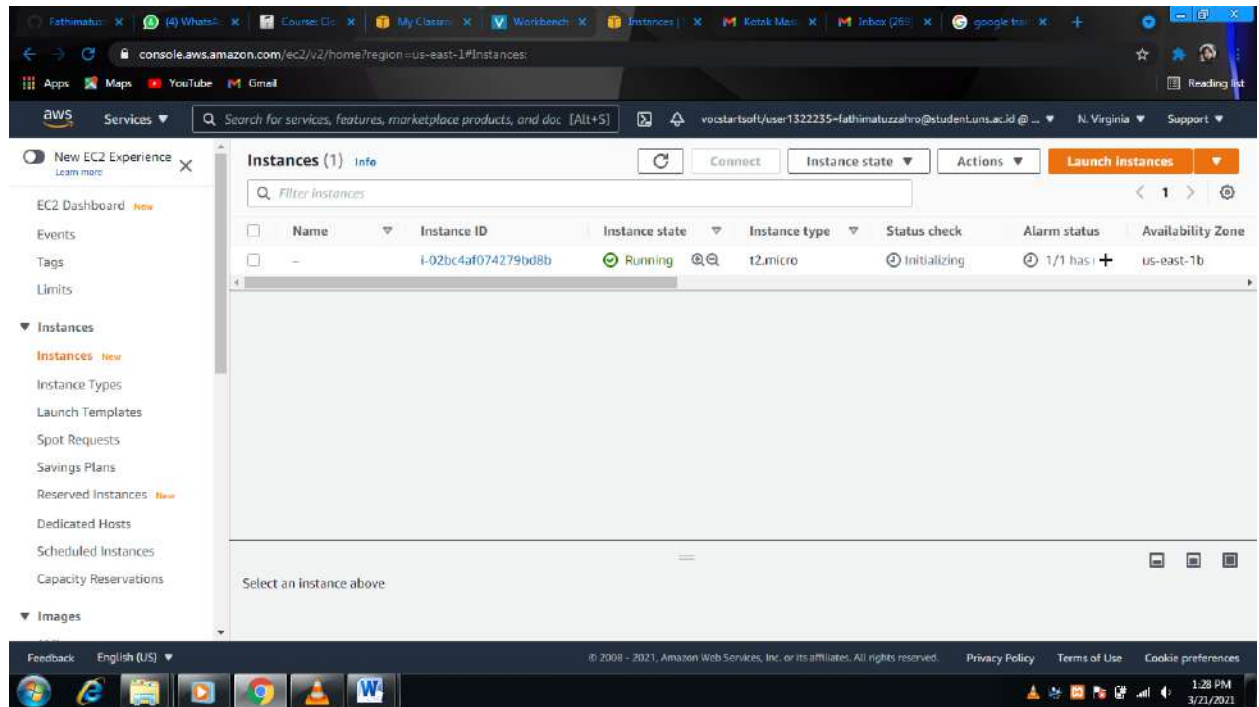 Fathimatu (4) WhatsA Course: Clo My Classro Workbench Instances | Kotak Mas Inbox (269) google tra
console.aws.amazon.com/ec2/v2/home?region=us-east-1#Instances:
Apps Maps YouTube Gmail Reading list
aws Services Search for services, features, marketplace products, and doc [Alt+S] vocstartsoft/user1322235=fathimatuzzahro@student.uns.ac.id @ ... N. Virginia Support
New EC2 Experience
Learn more
Instances (1) Info Connect Instance state Actions Launch instances
Filter instances 1
EC2 Dashboard New
Events
Name Instance ID Instance state Instance type Status check Alarm status Availability Zone
Tags
– i-02bc4af074279bd8b Running t2.micro Initializing 1/1 has us-east-1b
Limits
Instances
Instances New
Instance Types
Launch Templates
Spot Requests
Savings Plans
Reserved Instances New
Dedicated Hosts
Scheduled Instances
Capacity Reservations
Select an instance above
Images
Feedback English (US) © 2008 - 2021, Amazon Web Services, Inc. or its affiliates. All rights reserved. Privacy Policy Terms of Use Cookie preferences
1:28 PM
3/21/2021